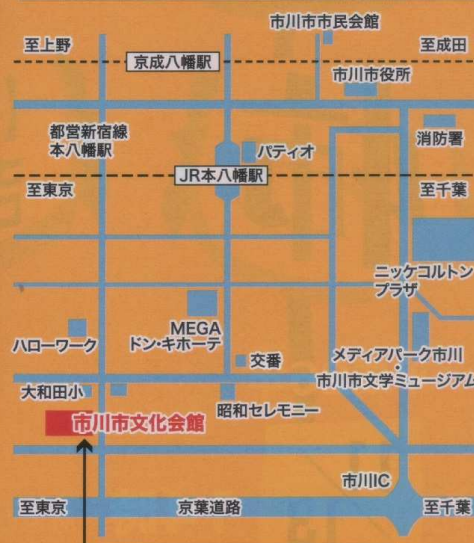 市川市市民会館
至上野
京成八幡駅
至成田
市川市役所
都営新宿線
本八幡駅
パティオ
消防署
JR本八幡駅
至東京
至千葉
ニッケコルトン
プラザ
MEGA
ドン・キホーテ
ハローワーク
交番
メディアパーク市川
・
市川市文学ミュージアム
大和田小
昭和セレモニー
市川市文化会館
市川IC
至東京
京葉道路
至千葉